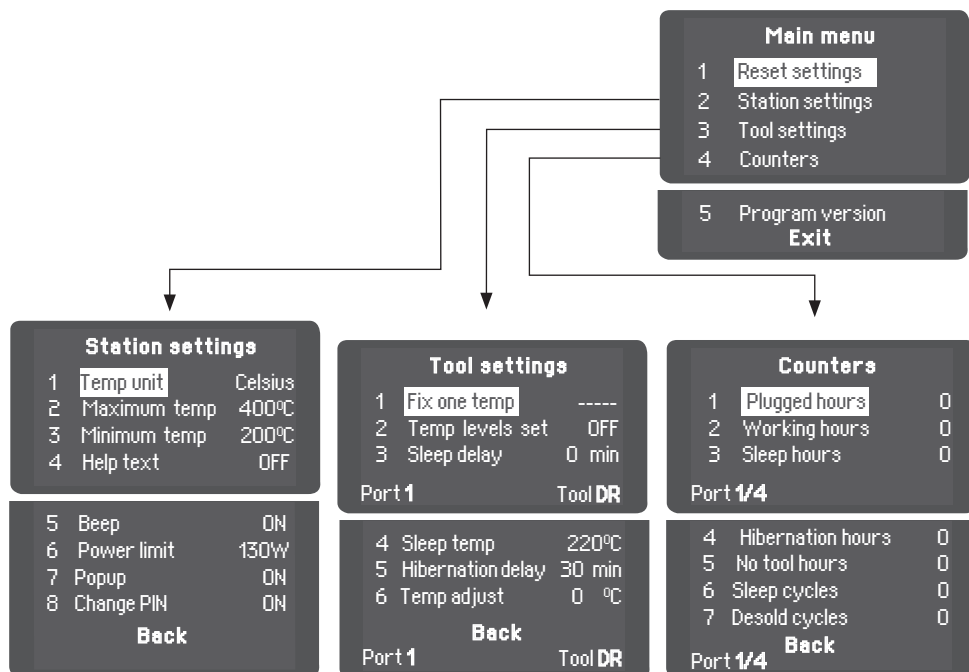 Main menu
1 Reset settings
2 Station settings
3 Tool settings
4 Counters
5 Program version
Exit
Station settings
1 Temp unit Celsius
2 Maximum temp 400ºC
3 Minimum temp 200ºC
4 Help text OFF
5 Beep ON
6 Power limit 130W
7 Popup ON
8 Change PIN ON
Back
Tool settings
1 Fix one temp -----
2 Temp levels set OFF
3 Sleep delay 0 min
Port 1 Tool DR
4 Sleep temp 220ºC
5 Hibernation delay 30 min
6 Temp adjust 0 ºC
Back
Port 1 Tool DR
Counters
1 Plugged hours 0
2 Working hours 0
3 Sleep hours 0
Port 1/4
4 Hibernation hours 0
5 No tool hours 0
6 Sleep cycles 0
7 Desold cycles 0
Back
Port 1/4